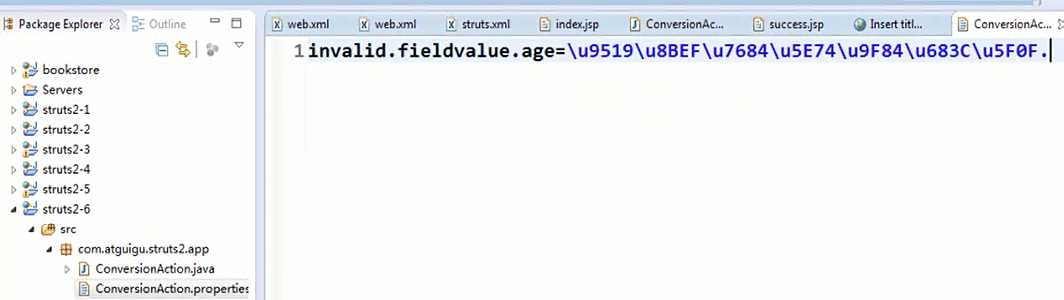 Package Explorer
Outline
web.xml
web.xml
struts.xml
index.jsp
ConversionAc...
success.jsp
Insert titl...
ConversionAc...
1 invalid.fieldvalue.age=\u9519\u8BEF\u7684\u5E74\u9F84\u683C\u5F0F.
bookstore
Servers
struts2-1
struts2-2
struts2-3
struts2-4
struts2-5
struts2-6
src
com.atguigu.struts2.app
ConversionAction.java
ConversionAction.properties